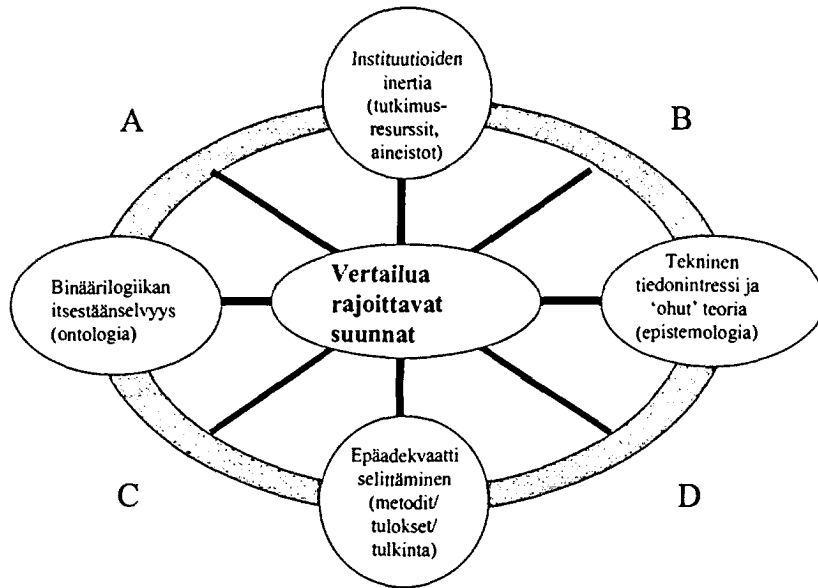 Instituutioiden
inertia
(tutkimus-
resurssit,
aineistot)
A
B
Binäärilogiikan
itsestäänselvyys
(ontologia)
Vertailua
rajoittavat
suunnat
Tekninen
tiedonintressi ja
‘ohut’ teoria
(epistemologia)
Epäadekvaatti
selittäminen
(metodit/
tulokset/
tulkinta)
C
D